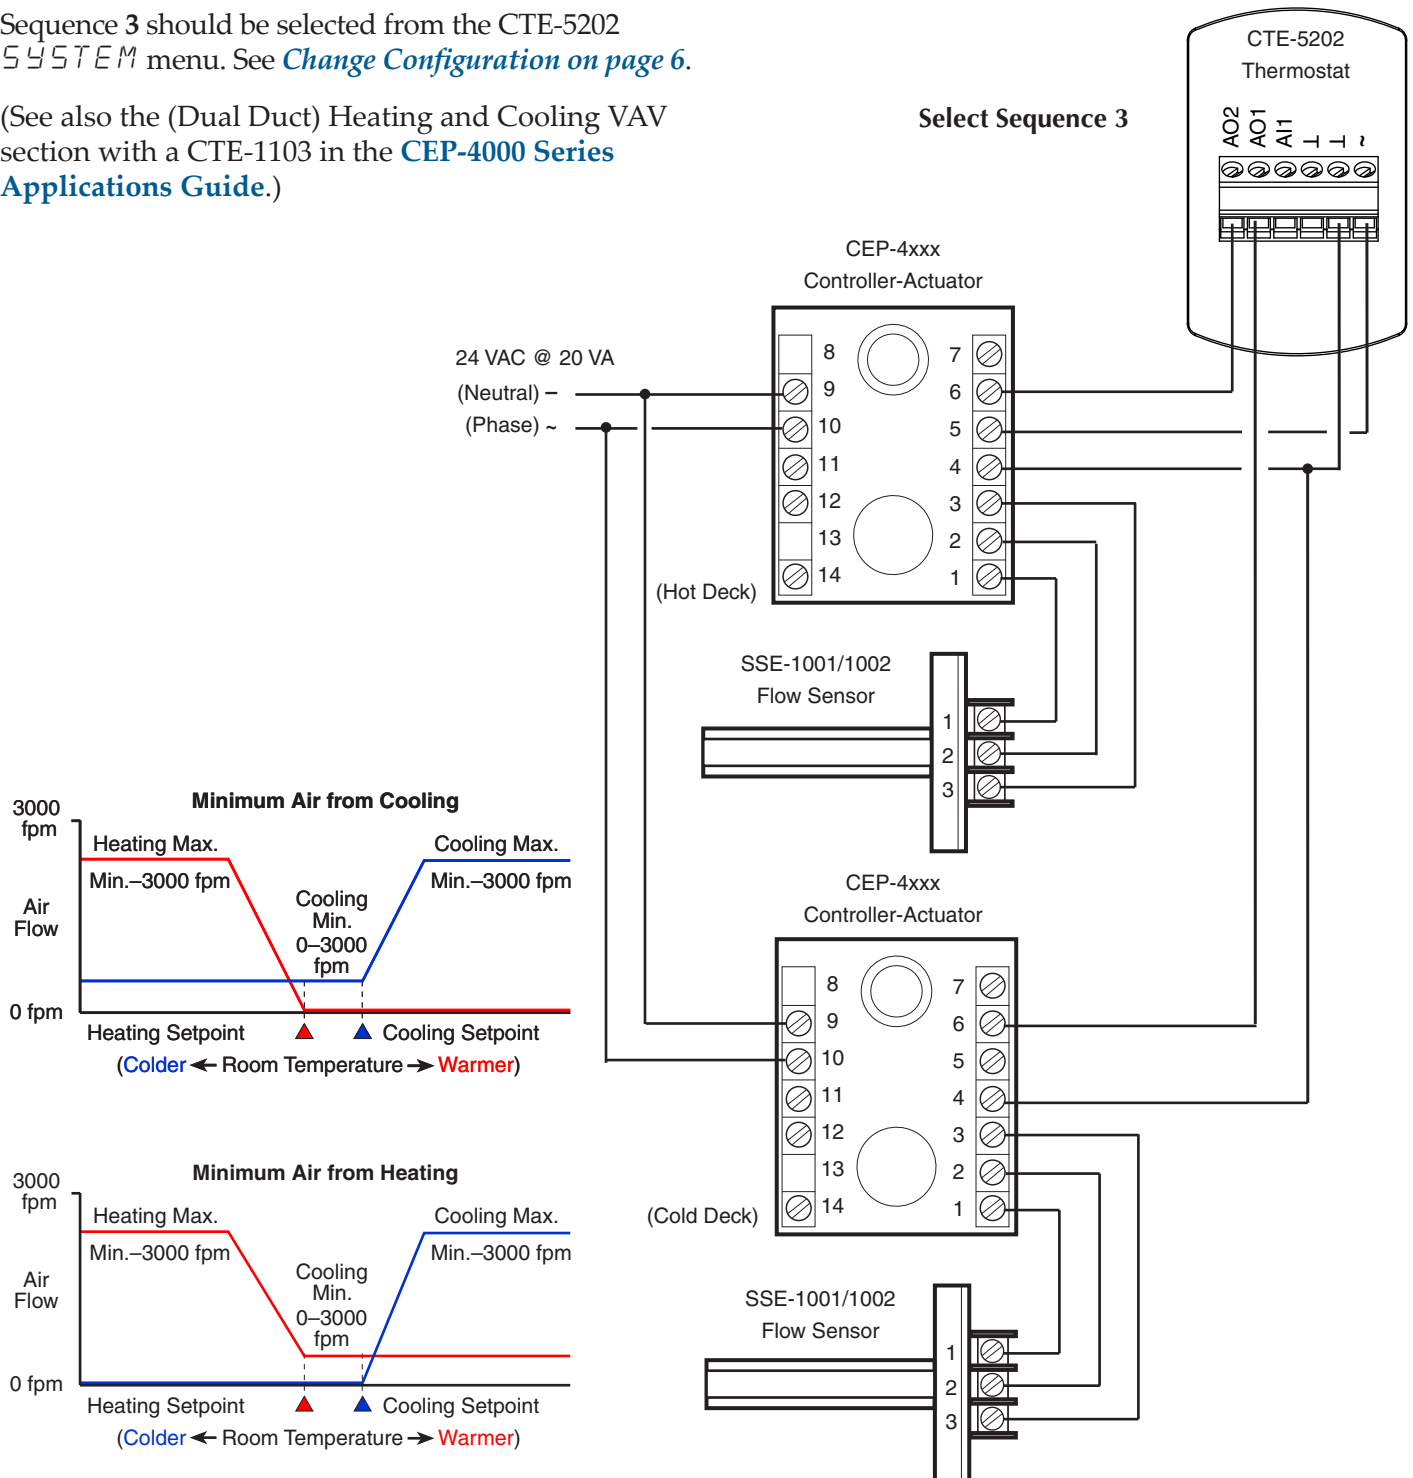 Sequence 3 should be selected from the CTE-5202
SYSTEM menu. See Change Configuration on page 6.
(See also the (Dual Duct) Heating and Cooling VAV
section with a CTE-1103 in the CEP-4000 Series
Applications Guide.)
Select Sequence 3
CTE-5202
Thermostat
AO2 AO1 AI1 ⊥ ⊥ ~
CEP-4xxx
Controller-Actuator
24 VAC @ 20 VA
(Neutral) –
(Phase) ~
8 7
9 6
10 5
11 4
12 3
13 2
14 1
(Hot Deck)
SSE-1001/1002
Flow Sensor
1
2
3
Minimum Air from Cooling
3000
fpm
Heating Max.
Cooling Max.
Min.–3000 fpm
Min.–3000 fpm
Cooling
Min.
0–3000
fpm
Air
Flow
0 fpm
Heating Setpoint
Cooling Setpoint
(Colder ← Room Temperature → Warmer)
CEP-4xxx
Controller-Actuator
8 7
9 6
10 5
11 4
12 3
13 2
14 1
(Cold Deck)
Minimum Air from Heating
3000
fpm
Heating Max.
Cooling Max.
Min.–3000 fpm
Min.–3000 fpm
Cooling
Min.
0–3000
fpm
Air
Flow
0 fpm
Heating Setpoint
Cooling Setpoint
(Colder ← Room Temperature → Warmer)
SSE-1001/1002
Flow Sensor
1
2
3